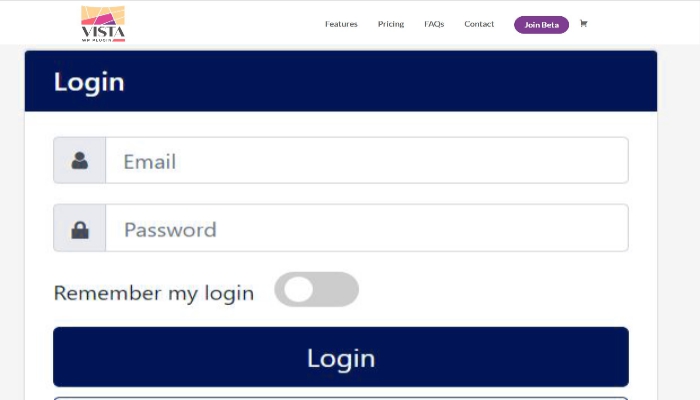 VISTA
WP PLUGIN
Features Pricing FAQs Contact Join Beta
Login
Email
Password
Remember my login
Login